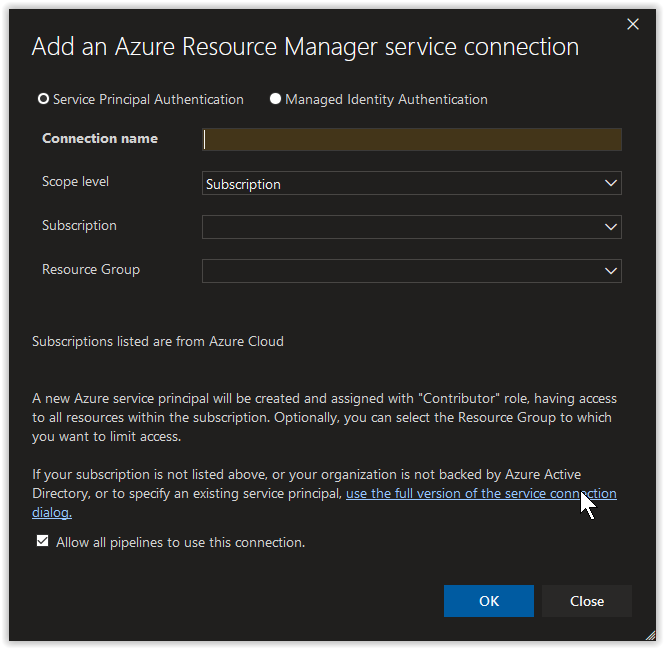 Add an Azure Resource Manager service connection
Service Principal Authentication Managed Identity Authentication
Connection name
Scope level Subscription
Subscription
Resource Group
Subscriptions listed are from Azure Cloud
A new Azure service principal will be created and assigned with "Contributor" role, having access
to all resources within the subscription. Optionally, you can select the Resource Group to which
you want to limit access.
If your subscription is not listed above, or your organization is not backed by Azure Active
Directory, or to specify an existing service principal, use the full version of the service connection
dialog.
Allow all pipelines to use this connection.
OK Close